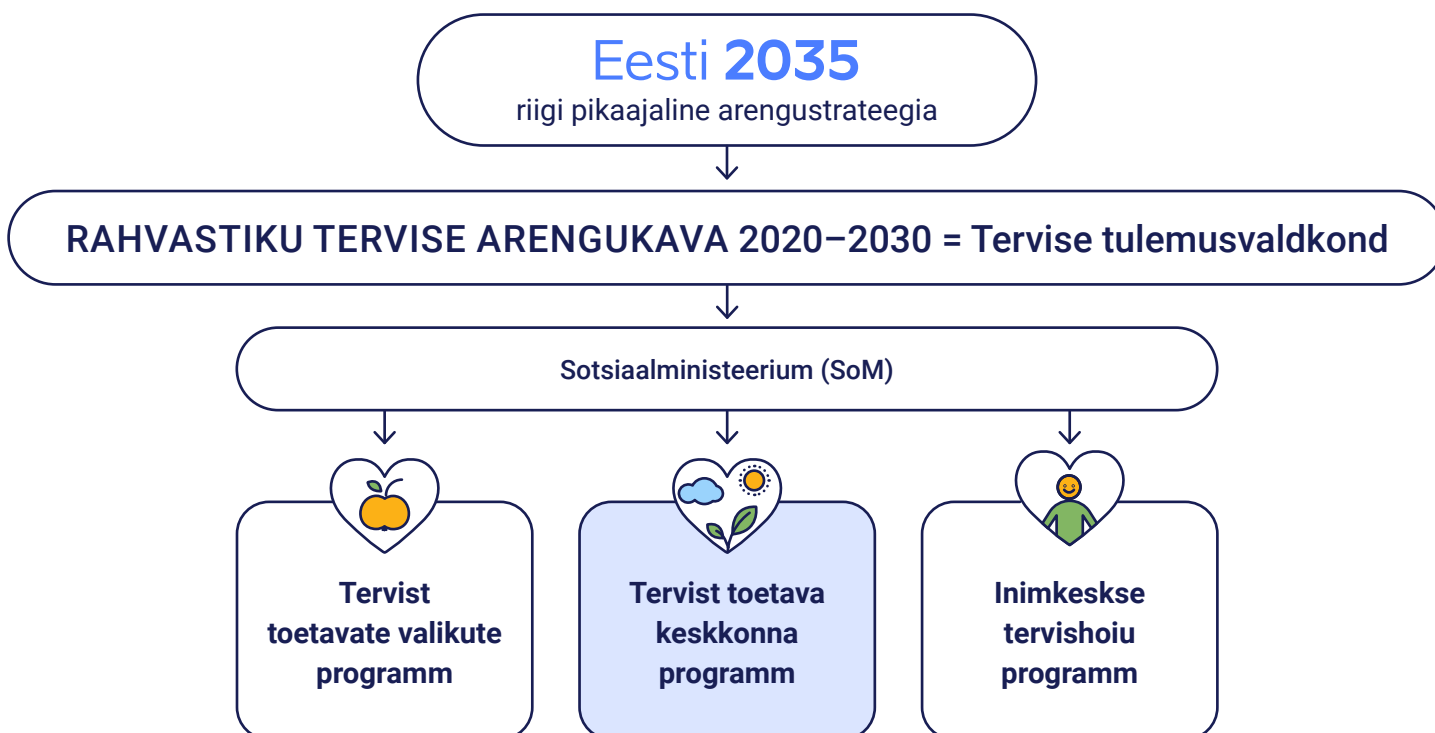 Eesti 2035
riigi pikaajaline arengustrateegia
RAHVASTIKU TERVISE ARENGUKAVA 2020–2030 = Tervise tulemusvaldkond
Sotsiaalministeerium (SoM)
Tervist
toetavate valikute
programm
Tervist toetava
keskkonna
programm
Inimkeskse
tervishoiu
programm